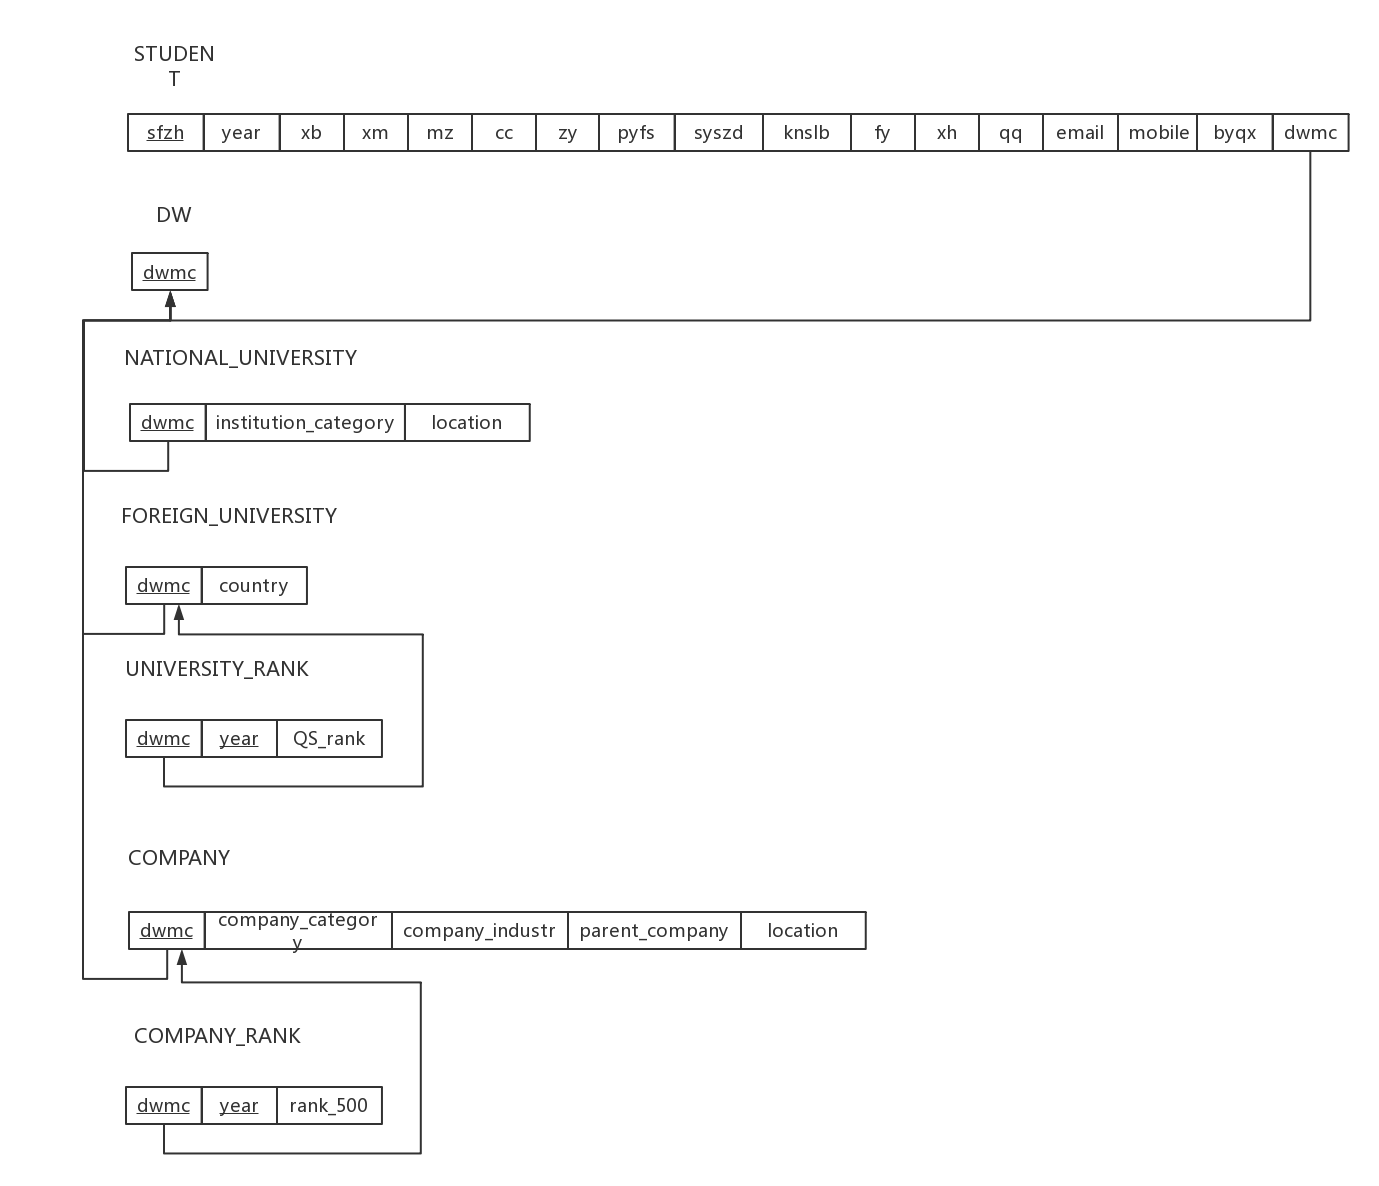 STUDEN
T
sfzh year xb xm mz cc zy pyfs syszd knslb fy xh qq email mobile byqx dwmc
DW
dwmc
NATIONAL_UNIVERSITY
dwmc institution_category location
FOREIGN_UNIVERSITY
dwmc country
UNIVERSITY_RANK
dwmc year QS_rank
COMPANY
dwmc company_categor
y company_industr parent_company location
COMPANY_RANK
dwmc year rank_500